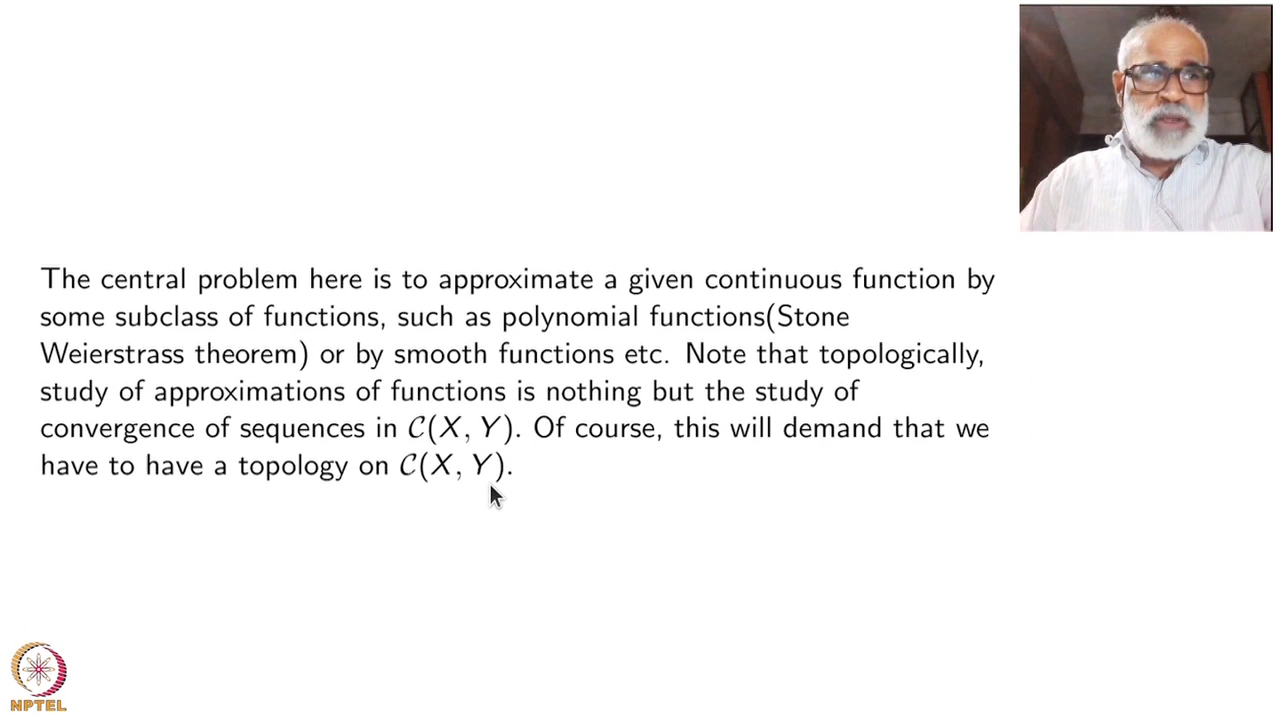 The central problem here is to approximate a given continuous function by
some subclass of functions, such as polynomial functions(Stone
Weierstrass theorem) or by smooth functions etc. Note that topologically,
study of approximations of functions is nothing but the study of
convergence of sequences in 𝒞(X, Y). Of course, this will demand that we
have to have a topology on 𝒞(X, Y).
NPTEL